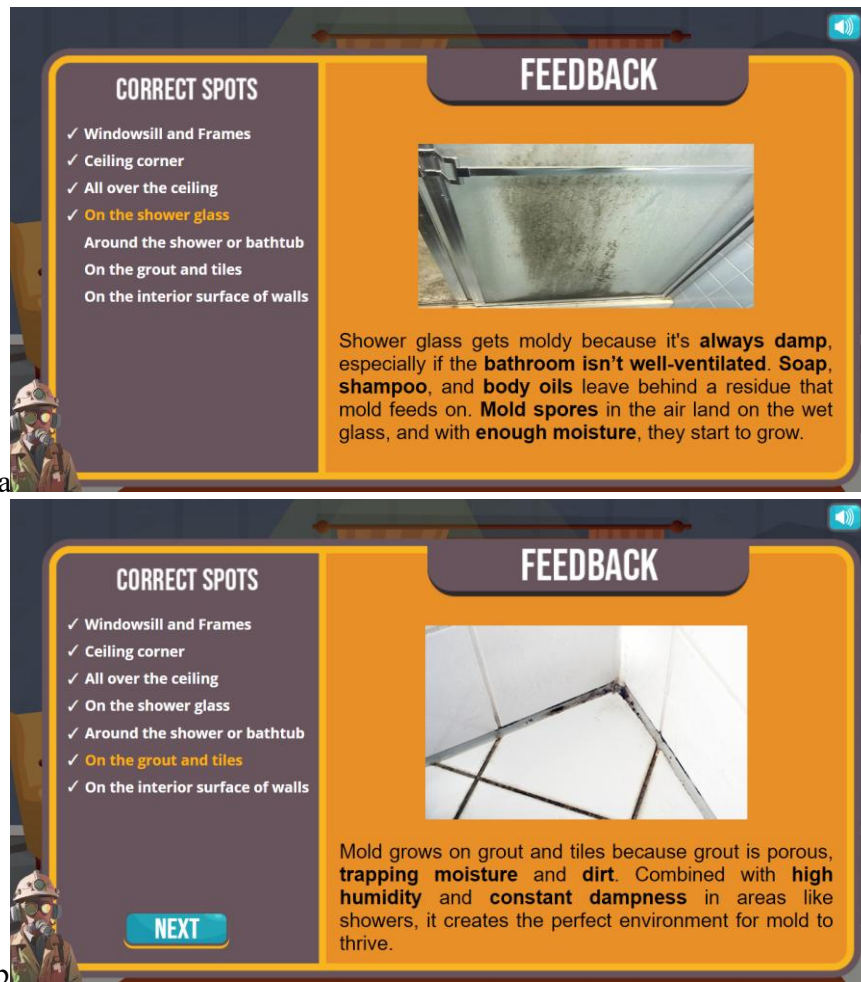 CORRECT SPOTS
✓ Windowsill and Frames
✓ Ceiling corner
✓ All over the ceiling
✓ On the shower glass
Around the shower or bathtub
On the grout and tiles
On the interior surface of walls
FEEDBACK
Shower glass gets moldy because it's always damp,
especially if the bathroom isn’t well-ventilated. Soap,
shampoo, and body oils leave behind a residue that
mold feeds on. Mold spores in the air land on the wet
glass, and with enough moisture, they start to grow.
a
CORRECT SPOTS
✓ Windowsill and Frames
✓ Ceiling corner
✓ All over the ceiling
✓ On the shower glass
✓ Around the shower or bathtub
✓ On the grout and tiles
✓ On the interior surface of walls
NEXT
FEEDBACK
Mold grows on grout and tiles because grout is porous,
trapping moisture and dirt. Combined with high
humidity and constant dampness in areas like
showers, it creates the perfect environment for mold to
thrive.
b